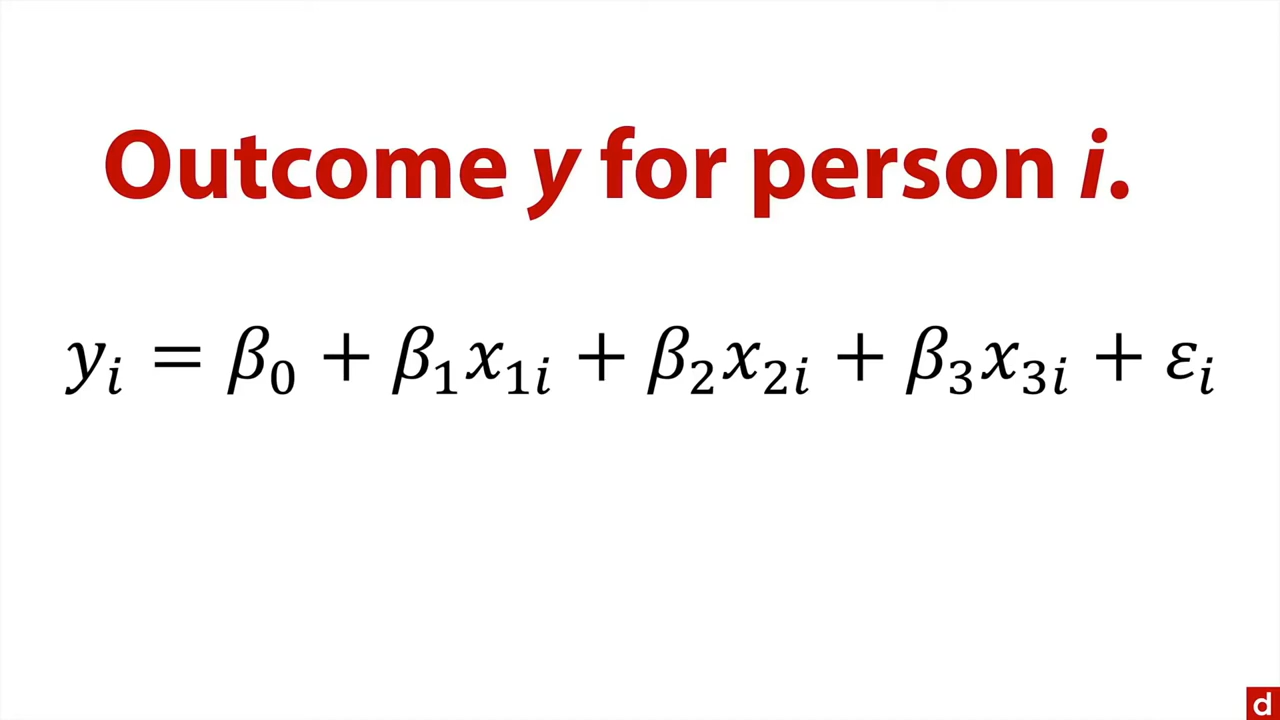 Outcome y for person i.
yᵢ = β₀ + β₁x₁ᵢ + β₂x₂ᵢ + β₃x₃ᵢ + εᵢ
d